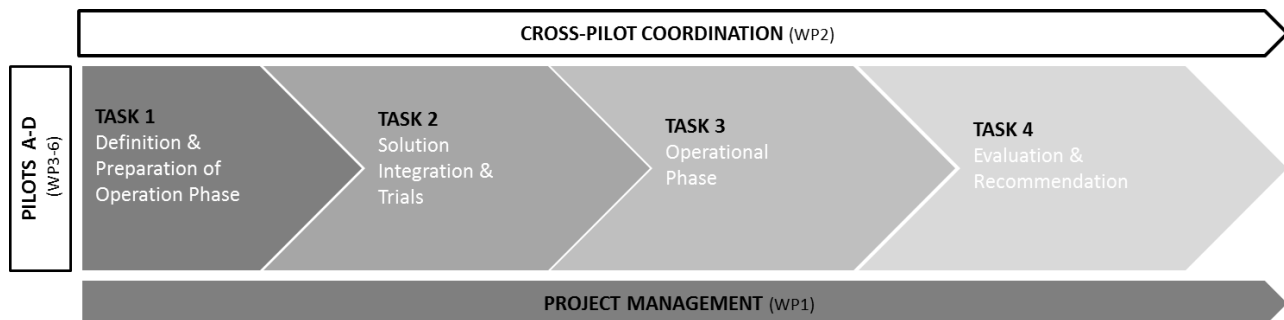 CROSS-PILOT COORDINATION (WP2)
PILOTS A-D
(WP3-6)
TASK 1
Definition &
Preparation of
Operation Phase
TASK 2
Solution
Integration &
Trials
TASK 3
Operational
Phase
TASK 4
Evaluation &
Recommendation
PROJECT MANAGEMENT (WP1)